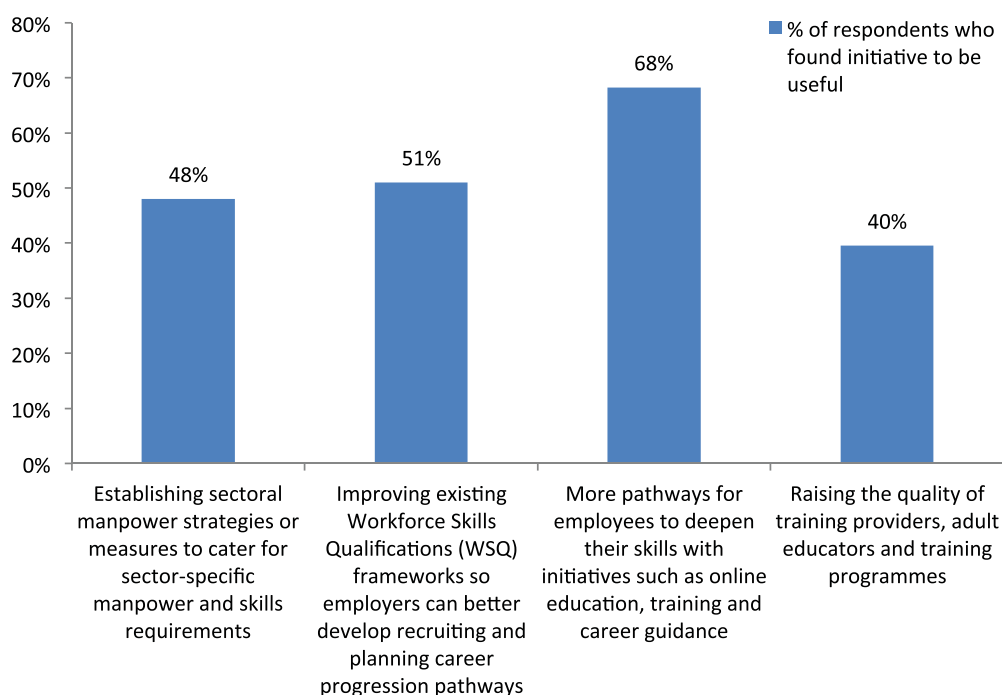 80%
70%
60%
50%
40%
30%
20%
10%
0%
% of respondents who
found initiative to be
useful
48%
51%
68%
40%
Establishing sectoral
manpower strategies or
measures to cater for
sector-specific
manpower and skills
requirements
Improving existing
Workforce Skills
Qualifications (WSQ)
frameworks so
employers can better
develop recruiting and
planning career
progression pathways
More pathways for
employees to deepen
their skills with
initiatives such as online
education, training and
career guidance
Raising the quality of
training providers, adult
educators and training
programmes